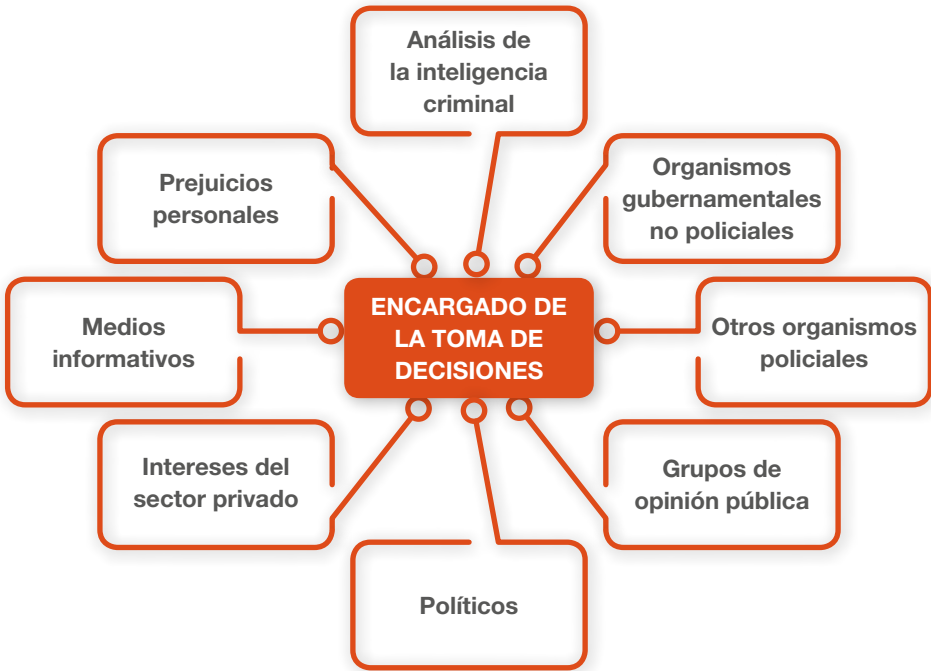 Análisis de
la inteligencia
criminal
Prejuicios
personales
Organismos
gubernamentales
no policiales
Medios
informativos
ENCARGADO DE
LA TOMA DE
DECISIONES
Otros organismos
policiales
Intereses del
sector privado
Grupos de
opinión pública
Políticos